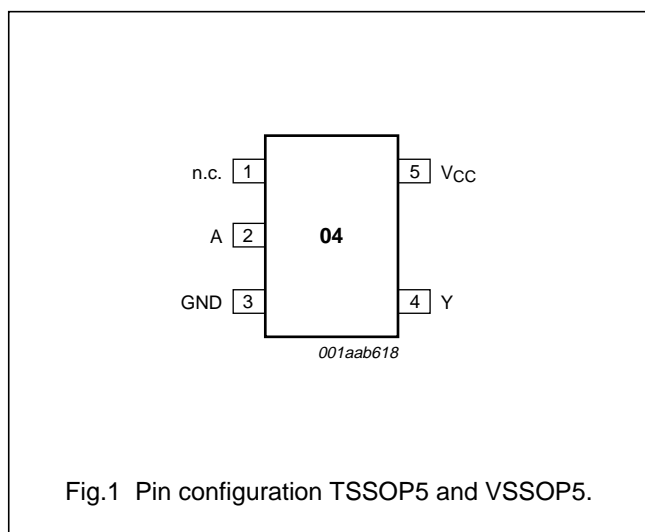 n.c. 1 5 VCC
A 2 04
GND 3 4 Y
001aab618
Fig.1 Pin configuration TSSOP5 and VSSOP5.